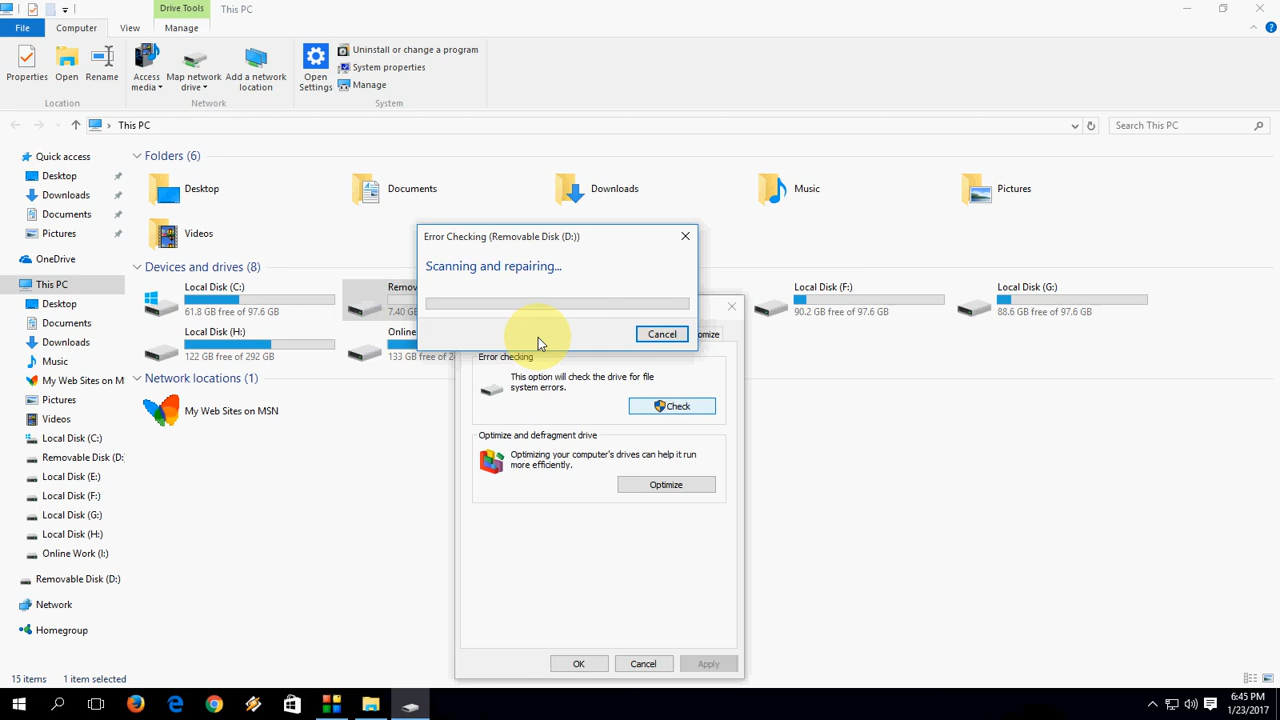 Drive Tools
This PC
File
Computer
View
Manage
Properties
Open
Rename
Access media
Map network drive
Add a network location
Open Settings
Uninstall or change a program
System properties
Manage
Location
Network
System
This PC
Search This PC
Quick access
Desktop
Downloads
Documents
Pictures
OneDrive
This PC
Desktop
Documents
Downloads
Music
My Web Sites on M
Pictures
Videos
Local Disk (C:)
Removable Disk (D:
Local Disk (E:)
Local Disk (F:)
Local Disk (G:)
Local Disk (H:)
Online Work (I:)
Removable Disk (D:)
Network
Homegroup
Folders (6)
Desktop
Documents
Downloads
Music
Pictures
Videos
Devices and drives (8)
Local Disk (C:)
61.8 GB free of 97.6 GB
Remov
7.40 G
Local Disk (F:)
90.2 GB free of 97.6 GB
Local Disk (G:)
88.6 GB free of 97.6 GB
Local Disk (H:)
122 GB free of 292 GB
Online
133 GB free of 24
Network locations (1)
My Web Sites on MSN
Error Checking (Removable Disk (D:))
Scanning and repairing...
Cancel
omize
Error checking
This option will check the drive for file
system errors.
Check
Optimize and defragment drive
Optimizing your computer's drives can help it run
more efficiently.
Optimize
OK
Cancel
Apply
15 items
1 item selected
6:45 PM
1/23/2017